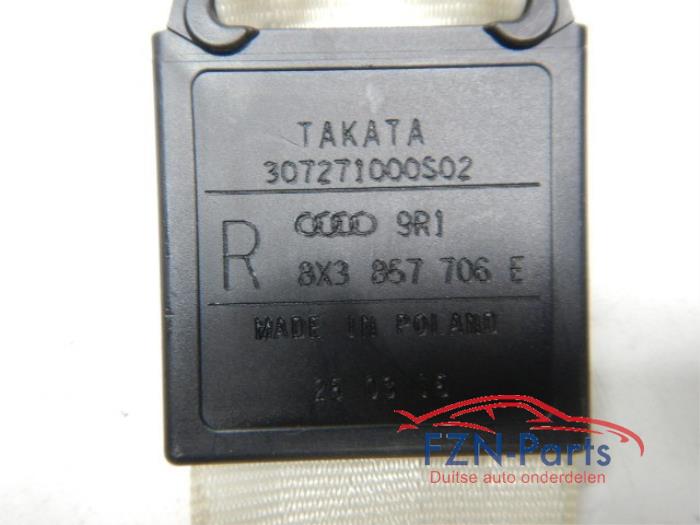 TAKATA
307271000S02
R
9R1
8X3 857 706 E
MADE IN POLAND
FZN-Parts
Duitse auto onderdelen